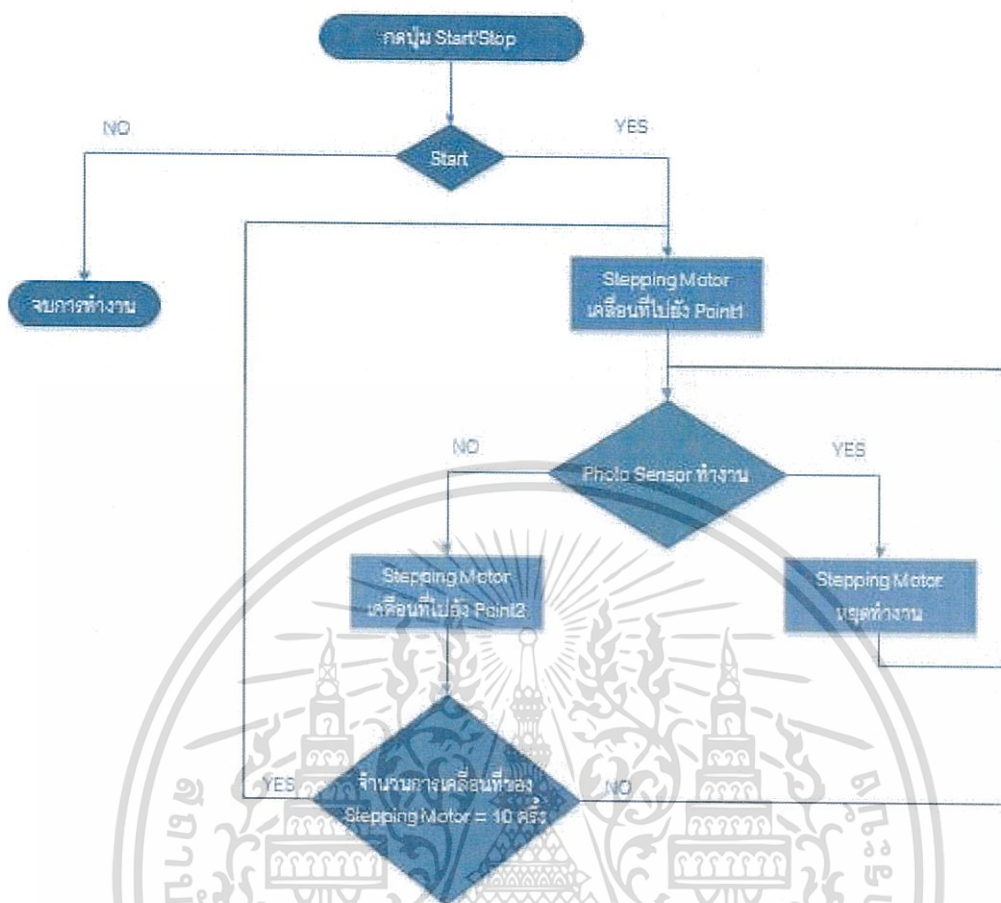 กดปุ่ม Start/Stop
NO
YES
Start
Stepping Motor
เคลื่อนที่ไปยัง Point1
จบการทำงาน
NO
YES
Photo Sensor ทำงาน
Stepping Motor
เคลื่อนที่ไปยัง Point2
Stepping Motor
หยุดทำงาน
YES
จำนวนการเคลื่อนที่ของ
Stepping Motor = 10 ครั้ง
NO